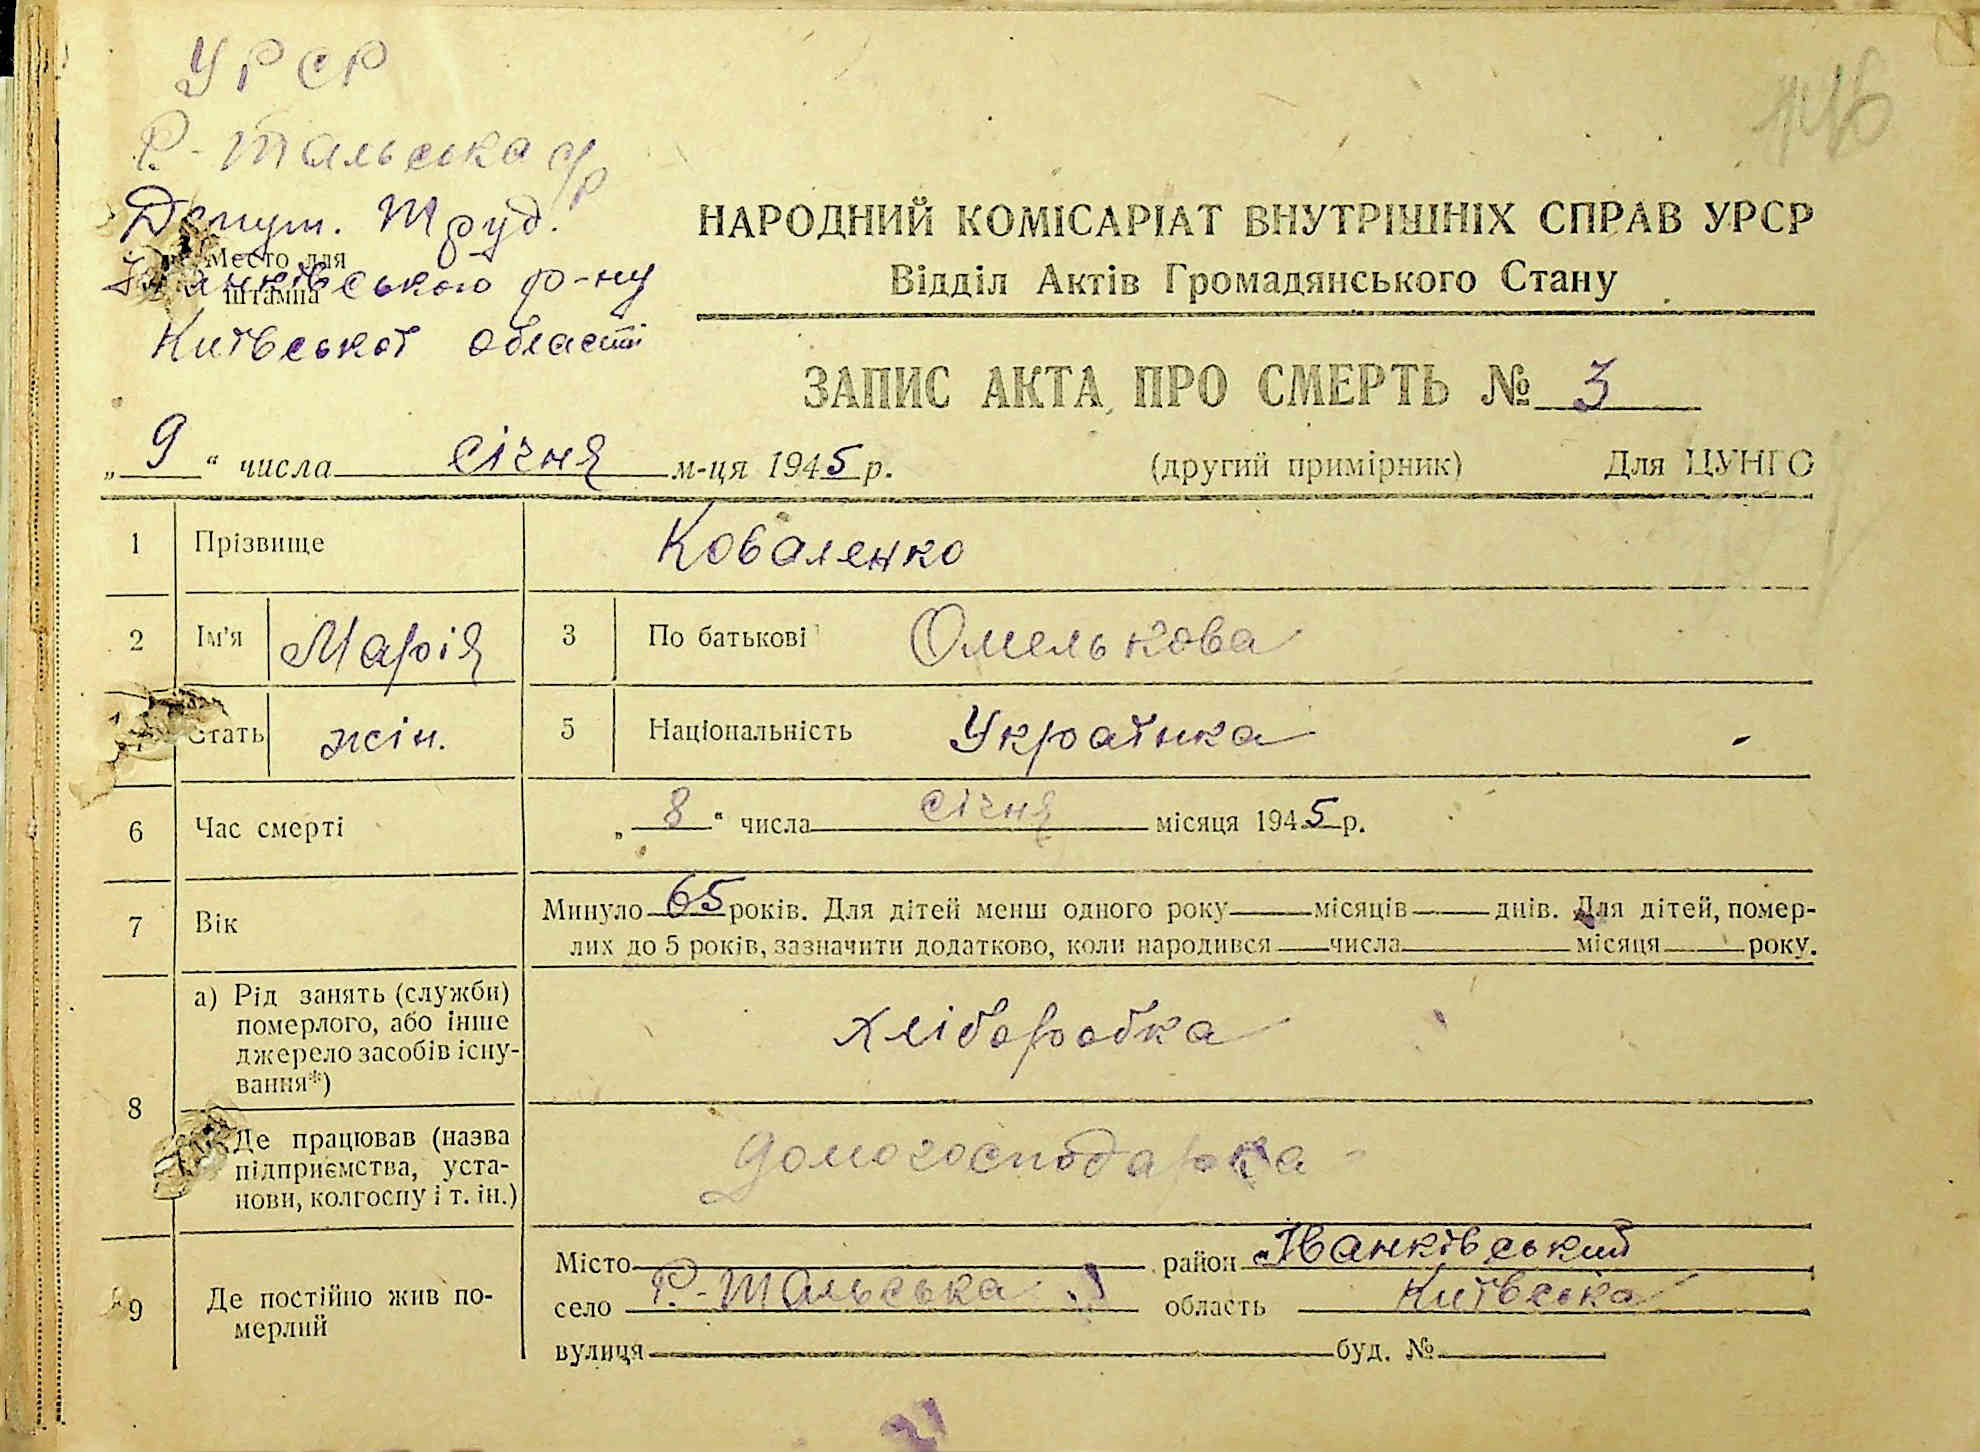 УРСР
Р-Тальська с/р
Депут. Труд.
Место для
штампа
Іванківського р-ну
Київської області
116
НАРОДНИЙ КОМІСАРІАТ ВНУТРІШНІХ СПРАВ УРСР
Відділ Актів Громадянського Стану
ЗАПИС АКТА ПРО СМЕРТЬ № 3
„9“ числа січня м-ця 1945 р. (другий примірник) Для ЦУНГО
1 Прізвище Коваленко
2 Ім'я Марія 3 По батькові Омелькова
Стать жін. 5 Національність Українка
6 Час смерті „8“ числа січня місяця 1945 р.
7 Вік Минуло 65 років. Для дітей менш одного року місяців днів. Для дітей, помер-
лих до 5 років, зазначити додатково, коли народився числа місяця року.
8 а) Рід занять (служби)
померлого, або інше
джерело засобів існу-
вання*)
хліборобка
Де працював (назва
підприємства, уста-
нови, колгоспу і т. ін.)
домогосподарка
9 Де постійно жив по-
мерлий
Місто район Іванківський
село Р.-Тальська область Київська
вулиця буд. №